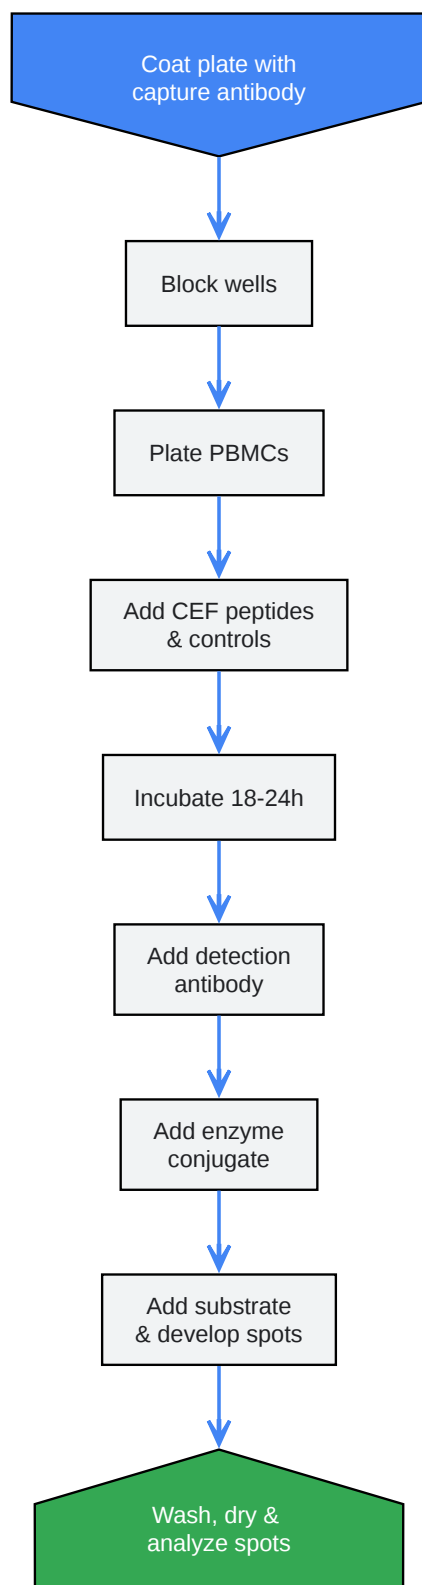 Coat plate with
capture antibody
Block wells
Plate PBMCs
Add CEF peptides
& controls
Incubate 18-24h
Add detection
antibody
Add enzyme
conjugate
Add substrate
& develop spots
Wash, dry &
analyze spots